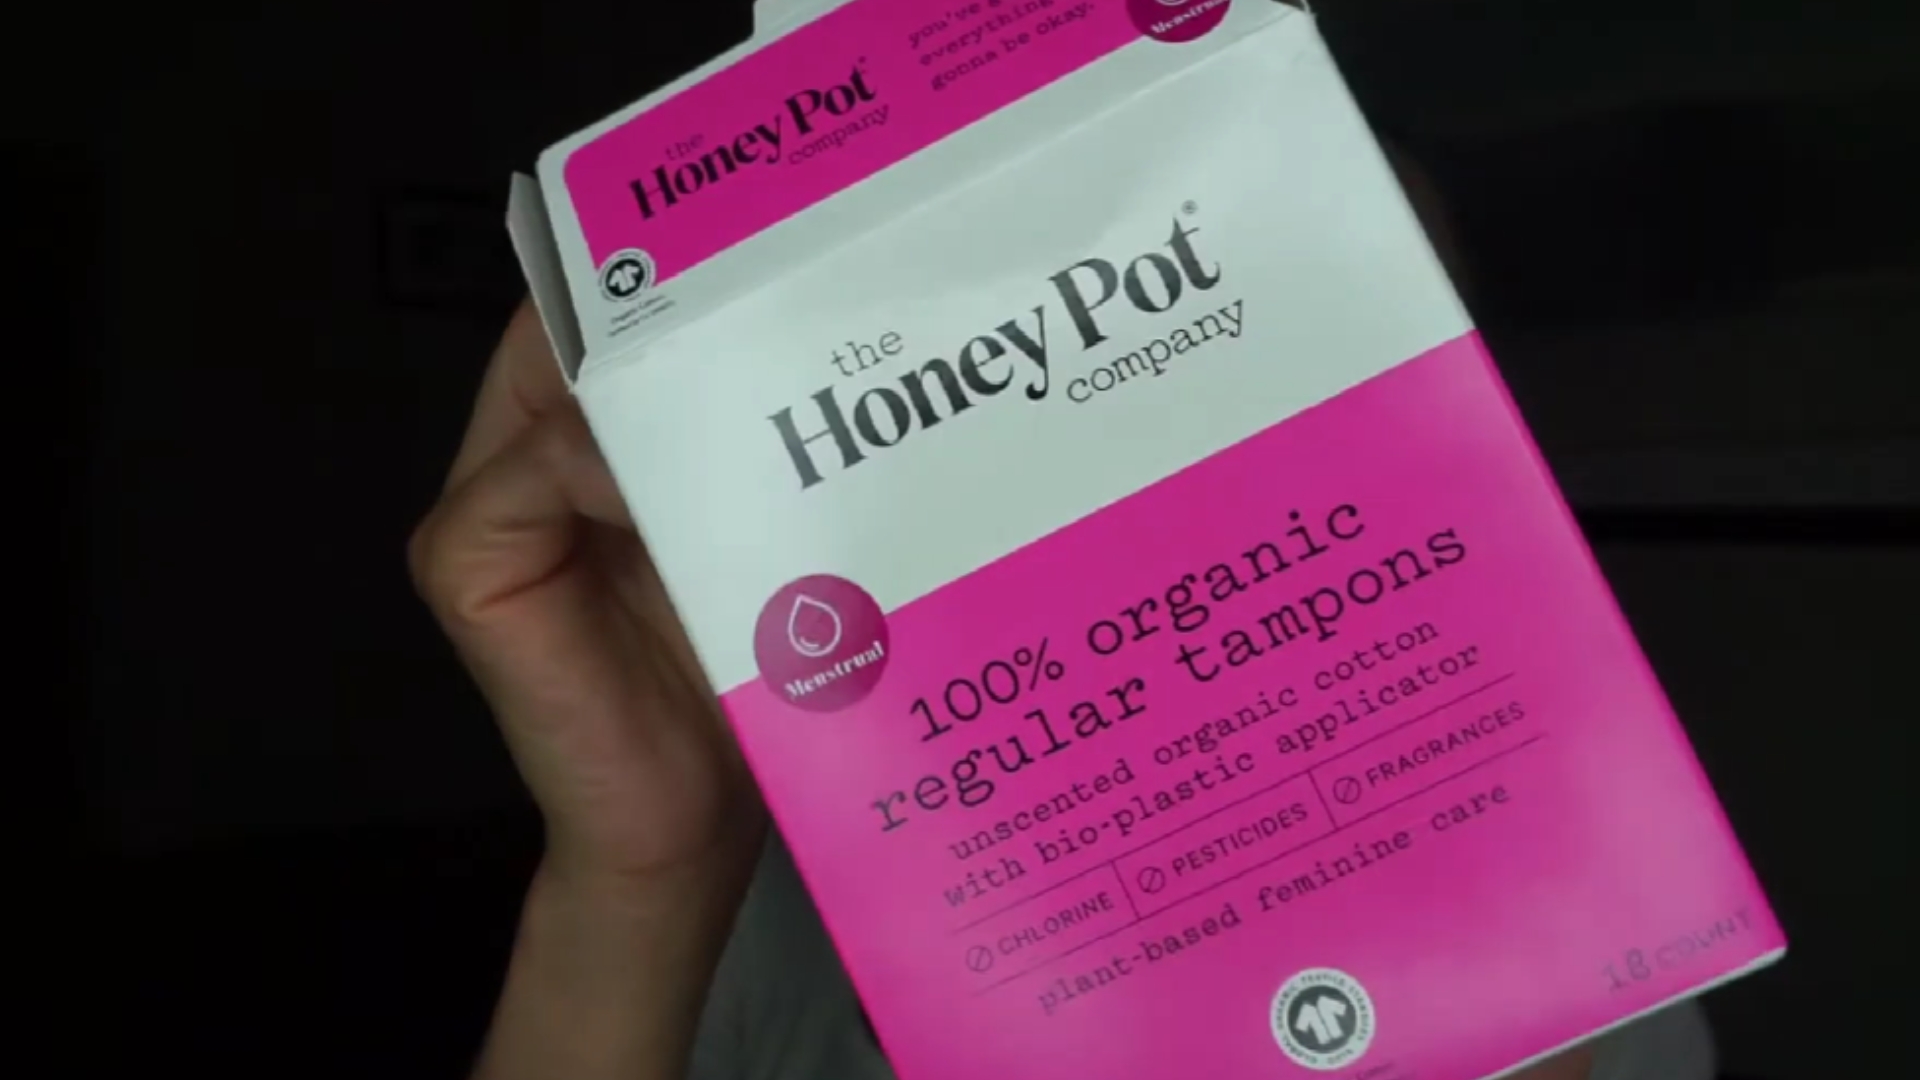 you've
everything
gonna be okay.
Menstrual
the
Honey Pot
company
the
Honey Pot®
company
Menstrual
100% organic
regular tampons
unscented organic cotton
with bio-plastic applicator
CHLORINE PESTICIDES FRAGRANCES
plant-based feminine care
18 COUNT